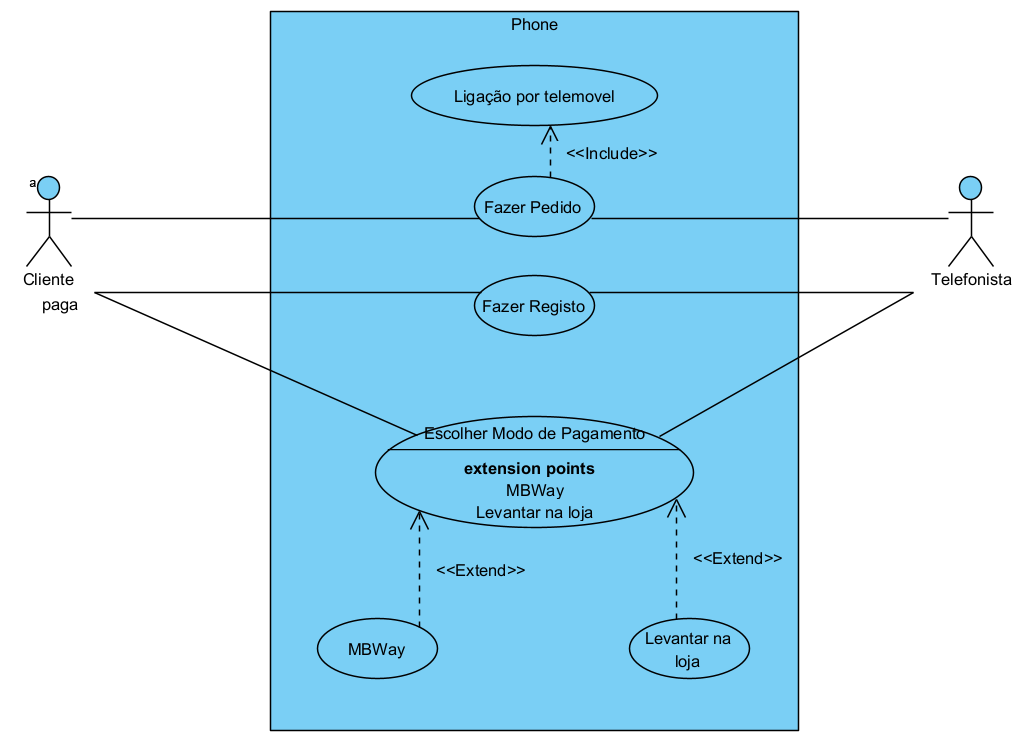 Phone
Ligação por telemovel
<<Include>>
a
Fazer Pedido
Cliente
paga
Telefonista
Fazer Registo
Escolher Modo de Pagamento
extension points
MBWay
Levantar na loja
<<Extend>>
<<Extend>>
MBWay
Levantar na
loja